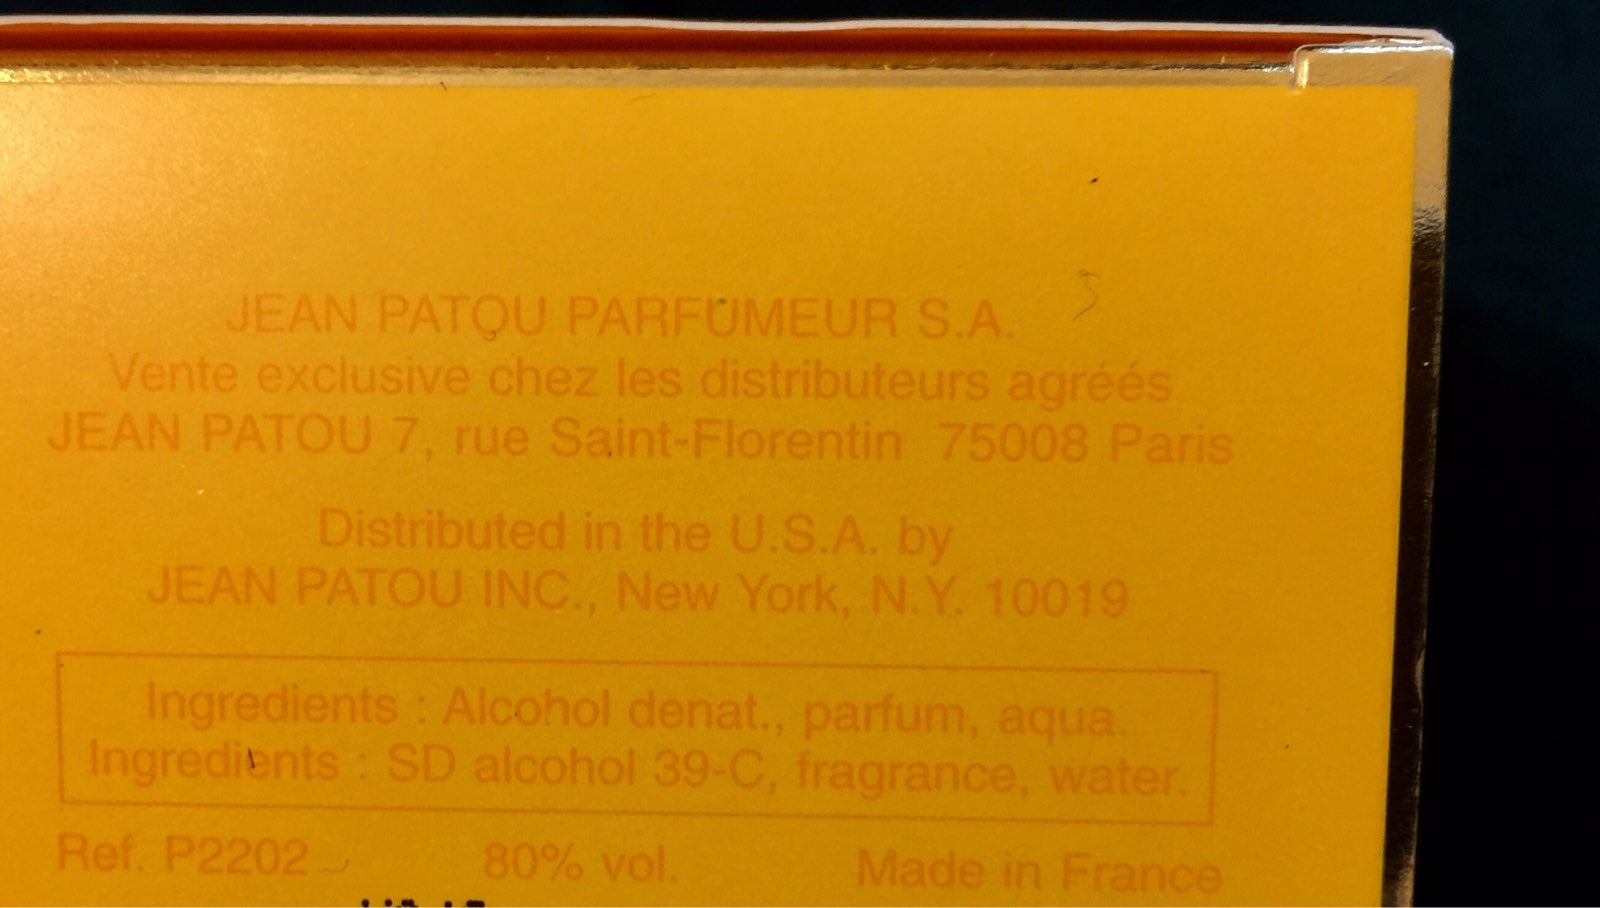 JEAN PATOU PARFUMEUR S.A.
Vente exclusive chez les distributeurs agréés
JEAN PATOU 7, rue Saint-Florentin 75008 Paris
Distributed in the U.S.A. by
JEAN PATOU INC., New York, N.Y. 10019
Ingredients : Alcohol denat., parfum, aqua.
Ingredients : SD alcohol 39-C, fragrance, water.
Ref. P2202 80% vol. Made in France